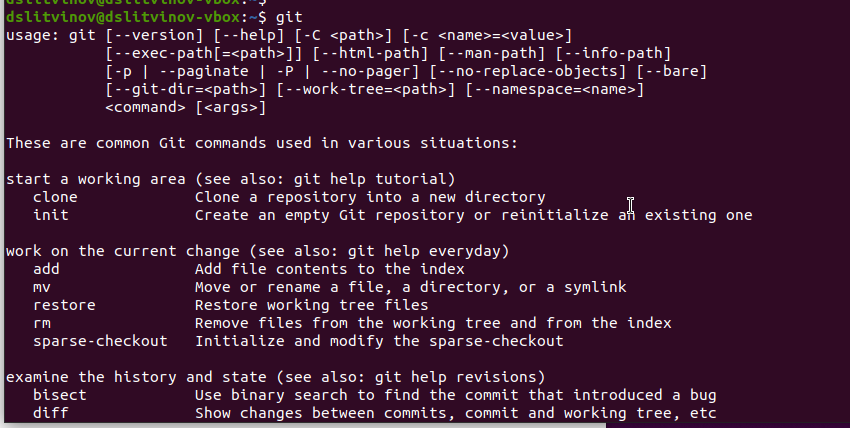 dslitvinov@dslitvinov-vbox:~$
dslitvinov@dslitvinov-vbox:~$ git
usage: git [--version] [--help] [-C <path>] [-c <name>=<value>]
           [--exec-path[=<path>]] [--html-path] [--man-path] [--info-path]
           [-p | --paginate | -P | --no-pager] [--no-replace-objects] [--bare]
           [--git-dir=<path>] [--work-tree=<path>] [--namespace=<name>]
           <command> [<args>]

These are common Git commands used in various situations:

start a working area (see also: git help tutorial)
   clone             Clone a repository into a new directory
   init              Create an empty Git repository or reinitialize an existing one

work on the current change (see also: git help everyday)
   add               Add file contents to the index
   mv                Move or rename a file, a directory, or a symlink
   restore           Restore working tree files
   rm                Remove files from the working tree and from the index
   sparse-checkout   Initialize and modify the sparse-checkout

examine the history and state (see also: git help revisions)
   bisect            Use binary search to find the commit that introduced a bug
   diff              Show changes between commits, commit and working tree, etc